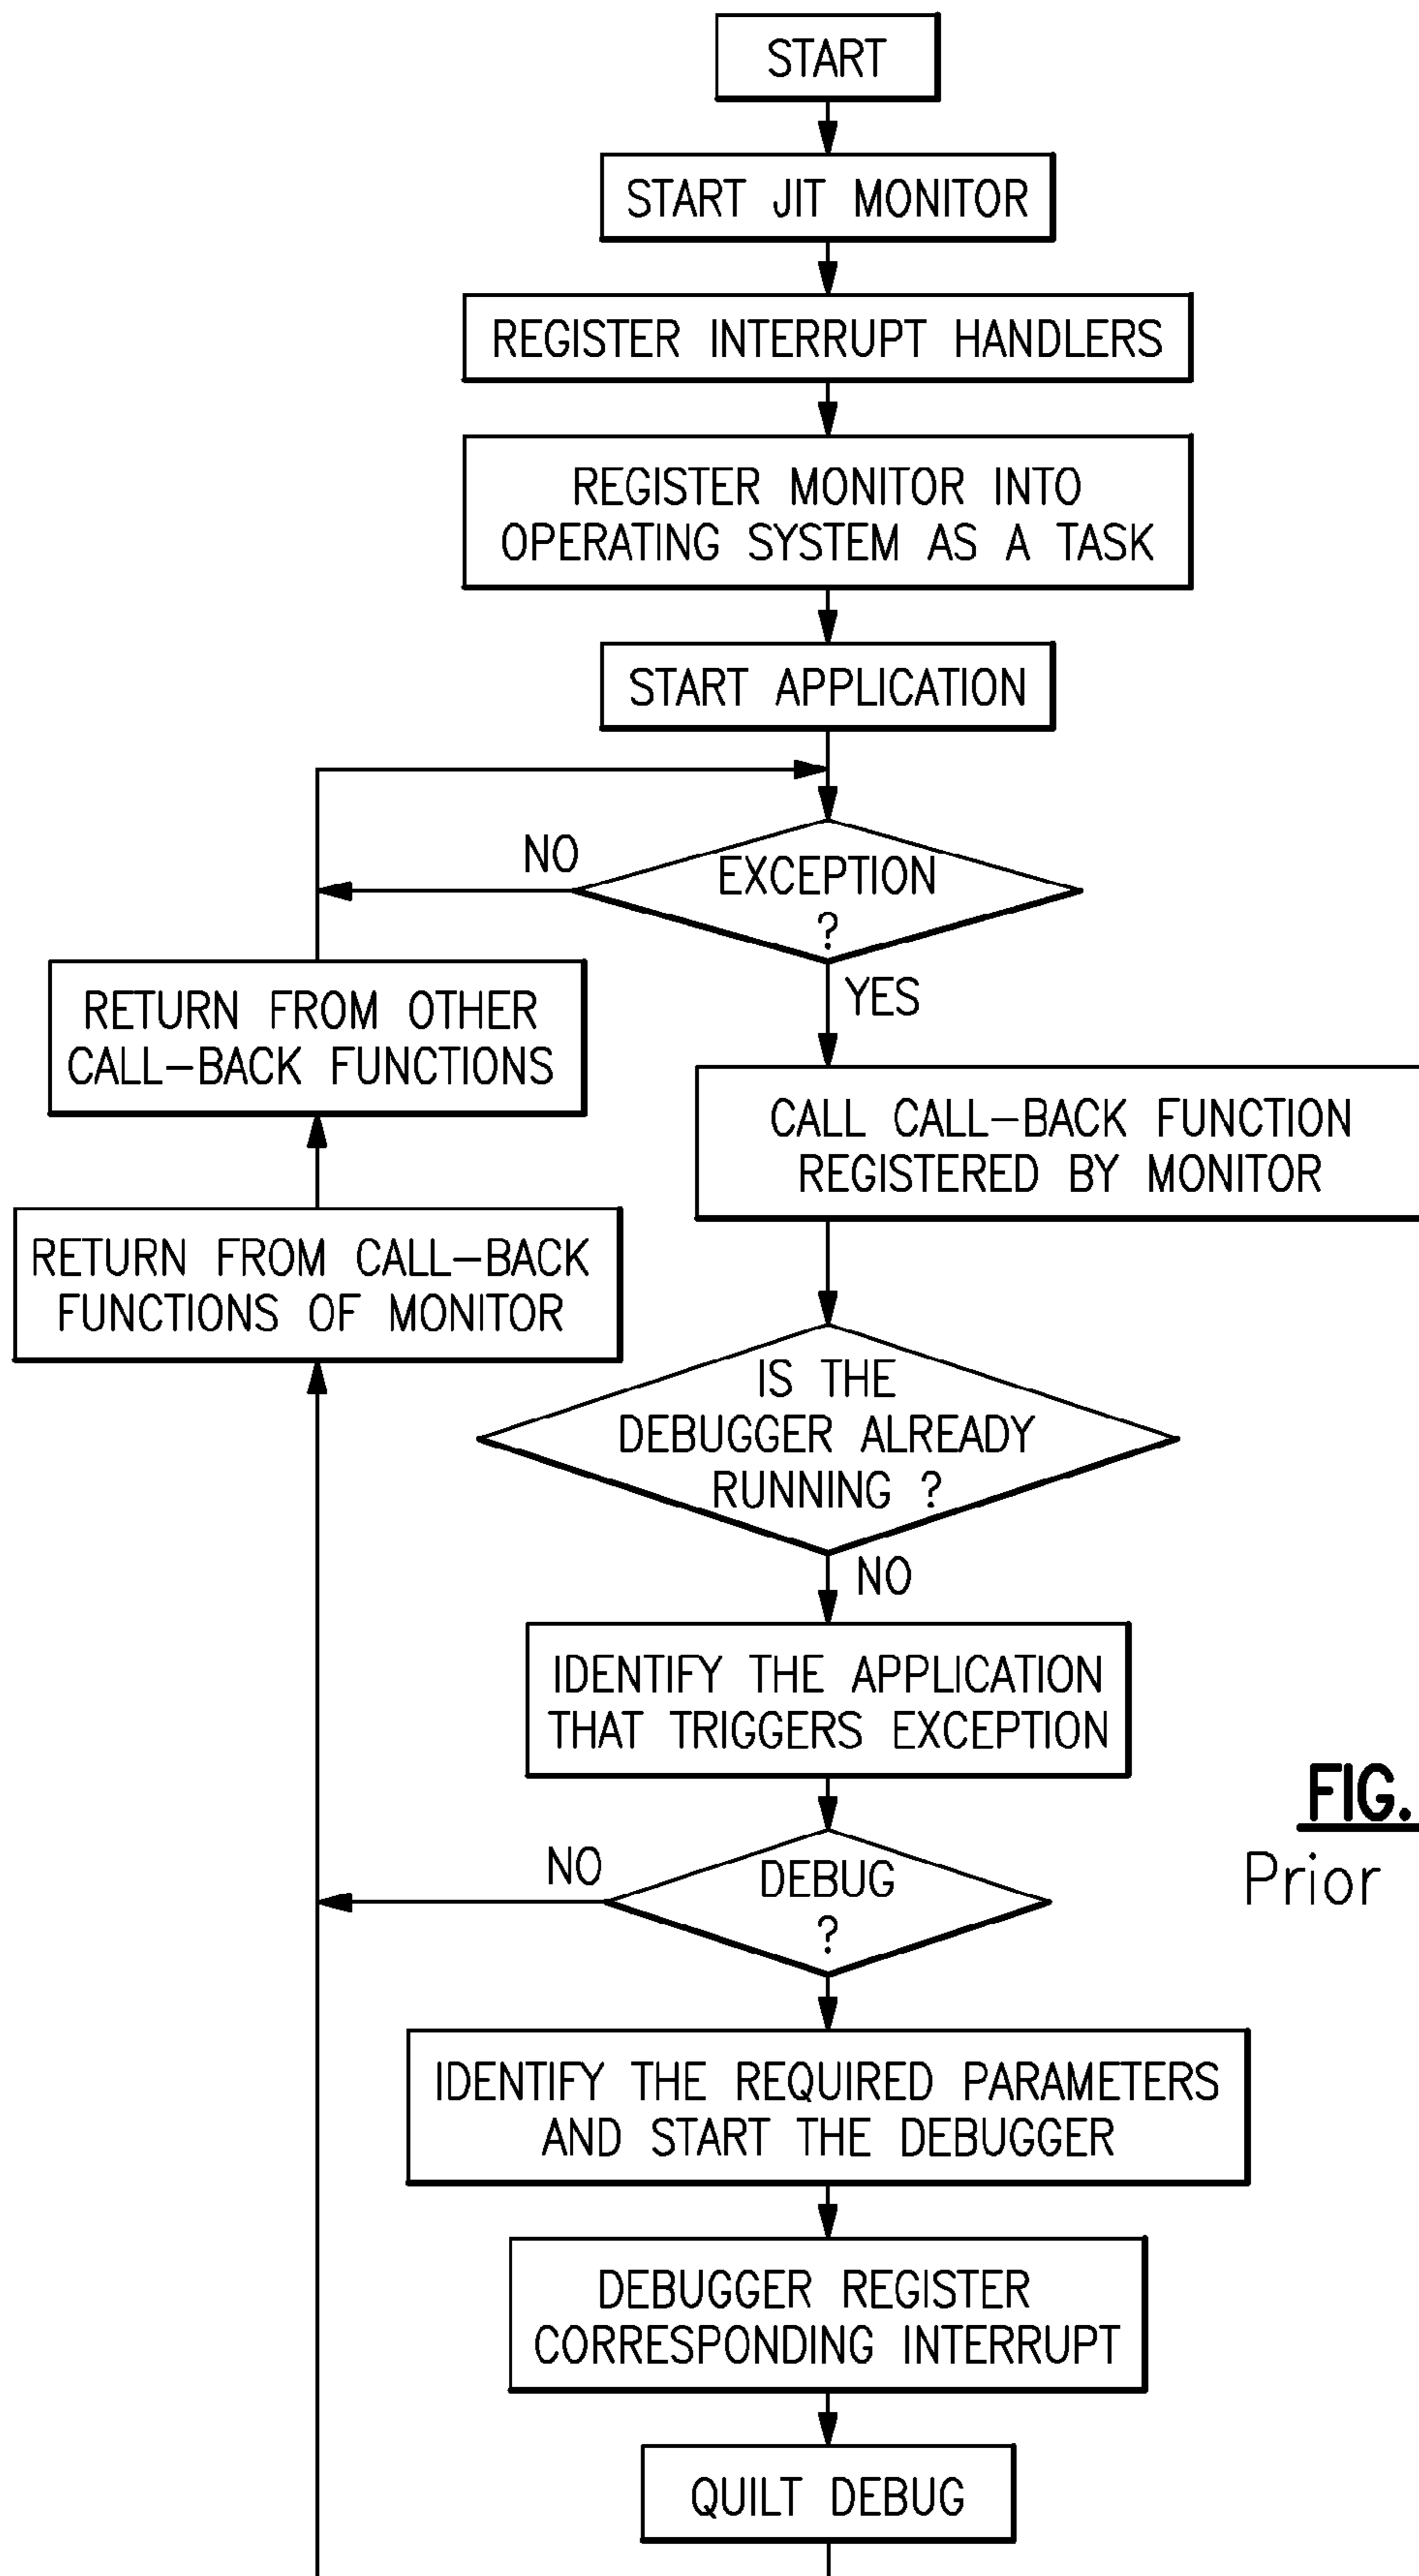 START
START JIT MONITOR
REGISTER INTERRUPT HANDLERS
REGISTER MONITOR INTO
OPERATING SYSTEM AS A TASK
START APPLICATION
NO
EXCEPTION
?
YES
RETURN FROM OTHER
CALL-BACK FUNCTIONS
CALL CALL-BACK FUNCTION
REGISTERED BY MONITOR
RETURN FROM CALL-BACK
FUNCTIONS OF MONITOR
IS THE
DEBUGGER ALREADY
RUNNING ?
NO
IDENTIFY THE APPLICATION
THAT TRIGGERS EXCEPTION
FIG.
Prior
NO
DEBUG
?
IDENTIFY THE REQUIRED PARAMETERS
AND START THE DEBUGGER
DEBUGGER REGISTER
CORRESPONDING INTERRUPT
QUILT DEBUG